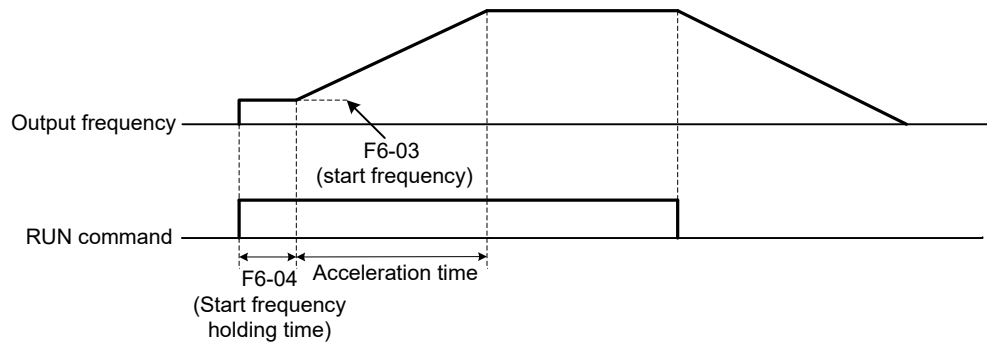 Output frequency
F6-03
(start frequency)
RUN command
F6-04
(Start frequency
holding time)
Acceleration time